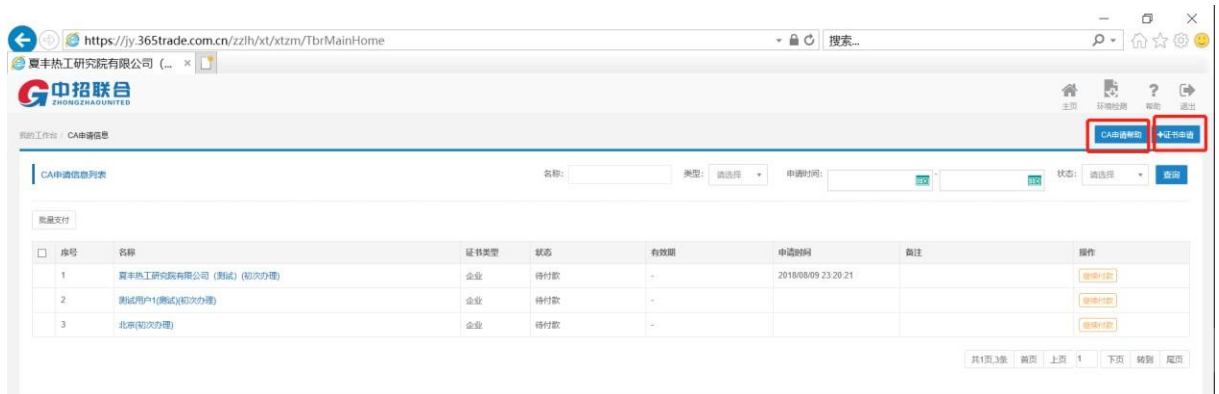 https://jy.365trade.com.cn/zzlh/xt/xtzm/TbrMainHome
搜索...
夏丰热工研究院有限公司 (... ×
中招联合
ZHONGZHAOUNITED
主页 环境检测 帮助 退出
我的工作台 / CA申请信息
CA申请帮助 +证书申请
CA申请信息列表 名称: 类型: 请选择 申请时间: - 状态: 请选择 查询
批量支付
序号 名称 证书类型 状态 有效期 申请时间 备注 操作
1 夏丰热工研究院有限公司 (测试) (初次办理) 企业 待付款 - 2018/08/09 23:20:21 继续付款
2 测试用户1(测试)(初次办理) 企业 待付款 - 继续付款
3 北京(初次办理) 企业 待付款 - 继续付款
共1页,3条 首页 上页 1 下页 转到 尾页